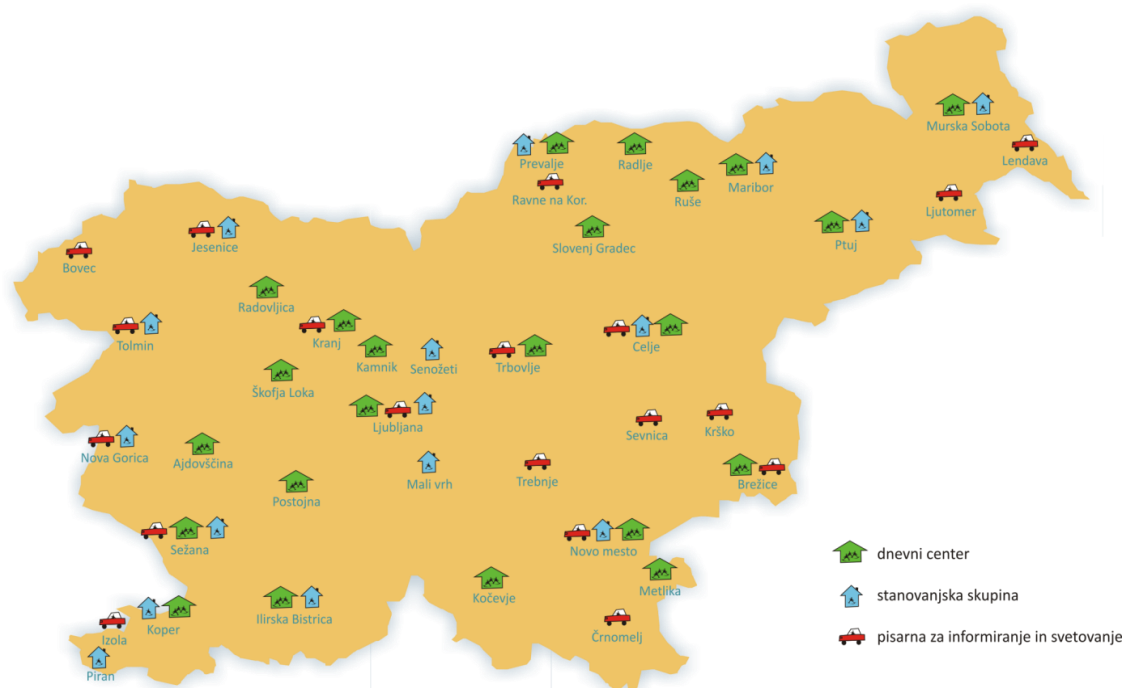 Murska Sobota
Lendava
Prevalje
Radlje
Maribor
Ravne na Kor.
Ruše
Ljutomer
Jesenice
Slovenj Gradec
Ptuj
Bovec
Radovljica
Tolmin
Kranj
Celje
Kamnik
Senožeti
Trbovlje
Škofja Loka
Ljubljana
Sevnica
Krško
Nova Gorica
Ajdovščina
Mali vrh
Trebnje
Brežice
Postojna
Sežana
Novo mesto
dnevni center
Metlika
Kočevje
stanovanjska skupina
Ilirska Bistrica
Koper
Izola
Črnomelj
pisarna za informiranje in svetovanje
Piran